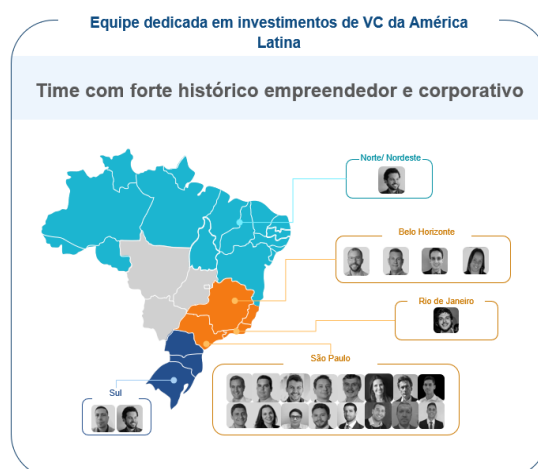 Equipe dedicada em investimentos de VC da América
Latina
Time com forte histórico empreendedor e corporativo
Norte/ Nordeste
Belo Horizonte
Rio de Janeiro
São Paulo
Sul